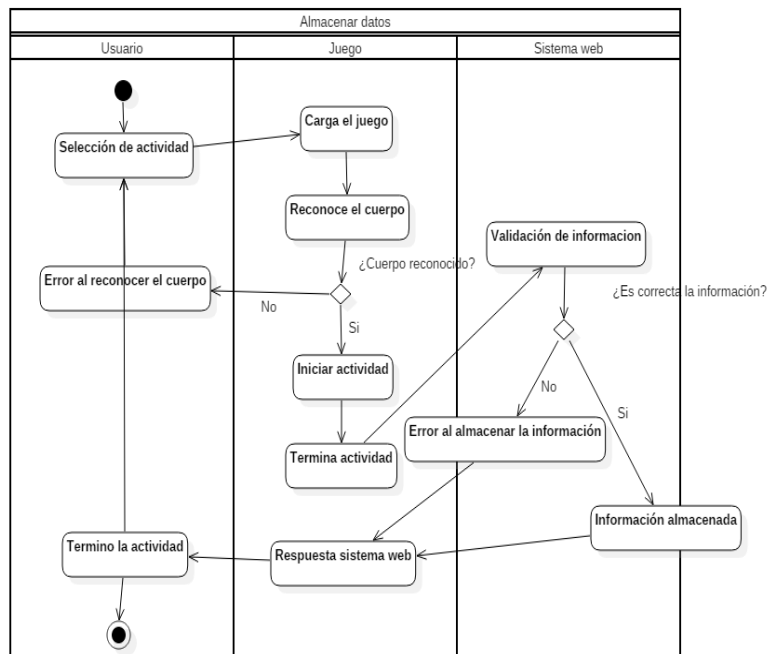 Almacenar datos
Usuario
Juego
Sistema web
Carga el juego
Selección de actividad
Reconoce el cuerpo
Validación de informacion
¿Cuerpo reconocido?
Error al reconocer el cuerpo
¿Es correcta la información?
No
Si
Iniciar actividad
No
Si
Error al almacenar la información
Termina actividad
Información almacenada
Termino la actividad
Respuesta sistema web